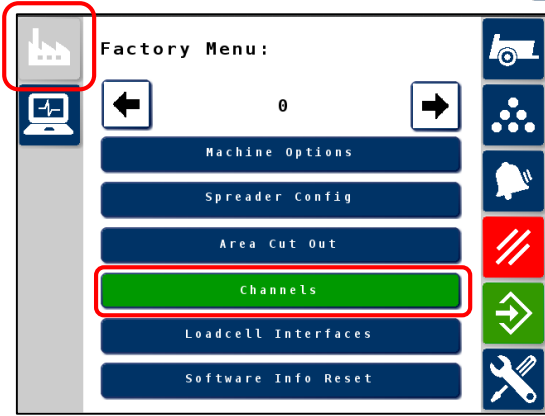 Factory Menu:
0
Machine Options
Spreader Config
Area Cut Out
Channels
Loadcell Interfaces
Software Info Reset